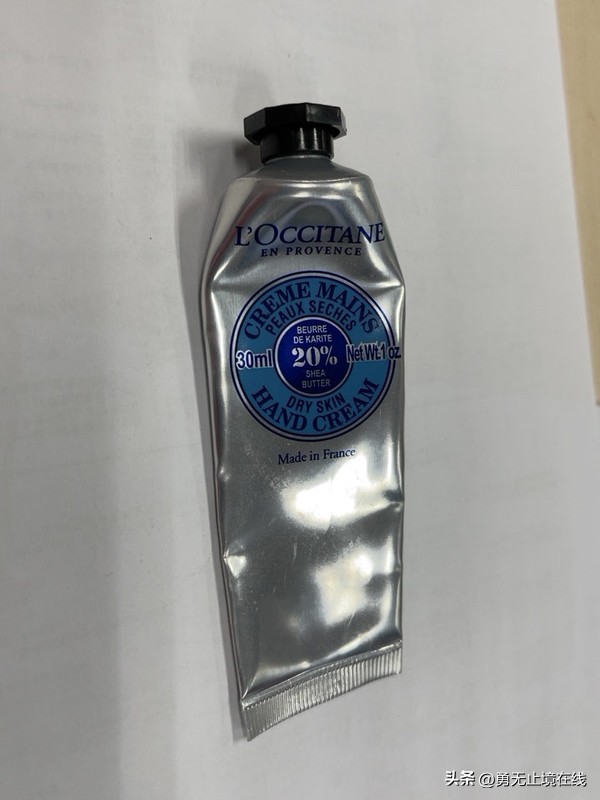 L'OCCITANE
EN PROVENCE
CREME MAINS
PEAUX SECHES
BEURRE
DE KARITE
30ml
20%
Net Wt.1 oz.
SHEA
BUTTER
DRY SKIN
HAND CREAM
Made in France
头条 @勇无止境在线